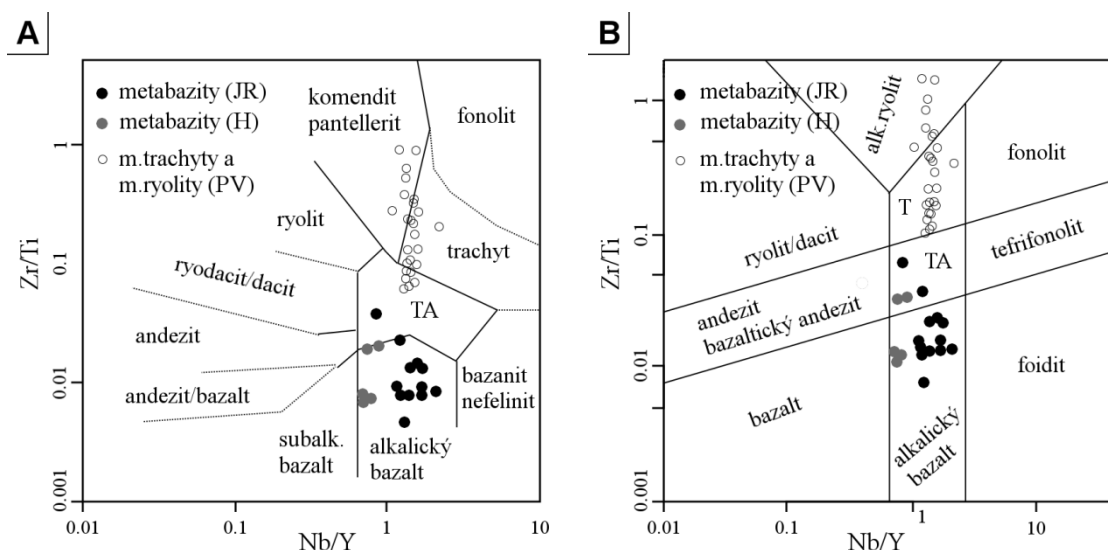 A
metabazity (JR)
metabazity (H)
m.trachyty a
m.ryolity (PV)
komendit
pantellerit
fonolit
ryolit
trachyt
ryodacit/dacit
TA
andezit
andezit/bazalt
bazanit
nefelinit
subalk.
bazalt
alkalický
bazalt
Zr/Ti
1
0.1
0.01
0.001
0.01
0.1
1
10
Nb/Y
B
metabazity (JR)
metabazity (H)
m.trachyty a
m.ryolity (PV)
alk.ryolit
fonolit
T
ryolit/dacit
TA
tefrifonolit
andezit
bazaltický andezit
foidit
bazalt
alkalický
bazalt
Zr/Ti
1
0.1
0.01
0.001
0.01
0.1
1
10
Nb/Y